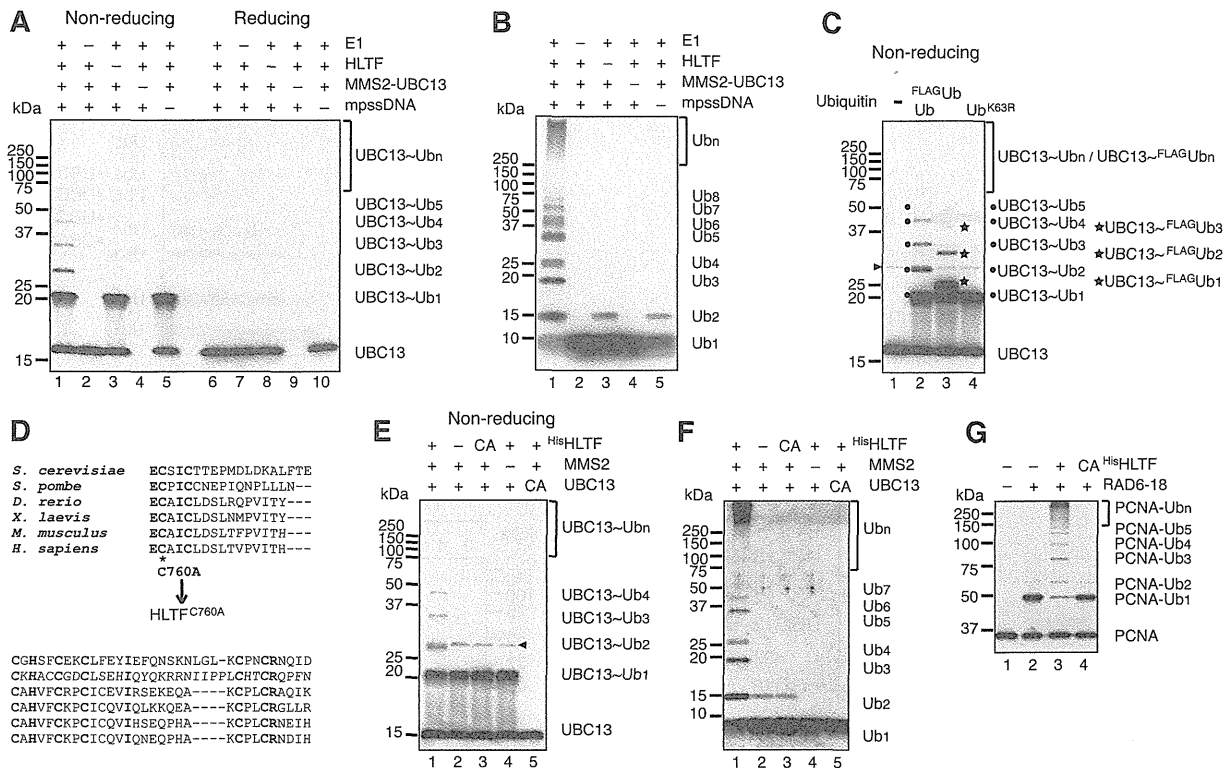 A
Non-reducing Reducing
+ − + + + + − + + + E1
+ + − + + + + − + + HLTF
+ + + − + + + + − + MMS2-UBC13
+ + + + − + + + + − mpssDNA
kDa
250
150
100
75
50
37
25
20
15
UBC13~Ubn
UBC13~Ub5
UBC13~Ub4
UBC13~Ub3
UBC13~Ub2
UBC13~Ub1
UBC13
1 2 3 4 5 6 7 8 9 10
B
+ − + + + E1
+ + − + + HLTF
+ + + − + MMS2-UBC13
+ + + + − mpssDNA
kDa
250
150
100
75
50
37
25
20
15
10
Ubn
Ub8
Ub7
Ub6
Ub5
Ub4
Ub3
Ub2
Ub1
1 2 3 4 5
C
Non-reducing
Ubiquitin − Ub FLAGUb UbK63R
kDa
250
150
100
75
50
37
25
20
15
UBC13~Ubn / UBC13~FLAGUbn
UBC13~Ub5
UBC13~Ub4 ★UBC13~FLAGUb3
UBC13~Ub3
UBC13~Ub2 ★UBC13~FLAGUb2
UBC13~Ub1 ★UBC13~FLAGUb1
UBC13
1 2 3 4
D
S. cerevisiae ECSICTTEPMDLDKALFTE
S. pombe ECPICCNEPIQNPLLLN--
D. rerio ECAICLDSLRQPVITY---
X. laevis ECAICLDSLNMPVITY---
M. musculus ECAICLDSLTFPVITH---
H. sapiens ECAICLDSLTVPVITH---
*
C760A
HLTFC760A
CGHSFCEKCLFEYIEFQNSKNLGL-KCPNCRNQID
CKHACCGDCLSEHIQYQKRRNIIPPLCHTCRQPFN
CAHVFCRPCICEVIRSEKEQA----KCPLCRAQIK
CAHVFCKPCICQVIQLKKQEA----KCPLCRGLLR
CAHVFCKPCICQVIHSEQPHA----KCPLCRNEIH
CAHVFCKPCICQVIQNEQPHA----KCPLCRNDIH
E
Non-reducing
+ − CA + + HisHLTF
+ + + − + MMS2
+ + + + CA UBC13
kDa
250
150
100
75
50
37
25
20
15
UBC13~Ubn
UBC13~Ub4
UBC13~Ub3
UBC13~Ub2
UBC13~Ub1
UBC13
1 2 3 4 5
F
+ − CA + + HisHLTF
+ + + − + MMS2
+ + + + CA UBC13
kDa
250
150
100
75
50
37
25
20
15
10
Ubn
Ub7
Ub6
Ub5
Ub4
Ub3
Ub2
Ub1
1 2 3 4 5
G
− − + CA HisHLTF
− + + + RAD6-18
kDa
250
150
100
75
50
37
PCNA-Ubn
PCNA-Ub5
PCNA-Ub4
PCNA-Ub3
PCNA-Ub2
PCNA-Ub1
PCNA
1 2 3 4